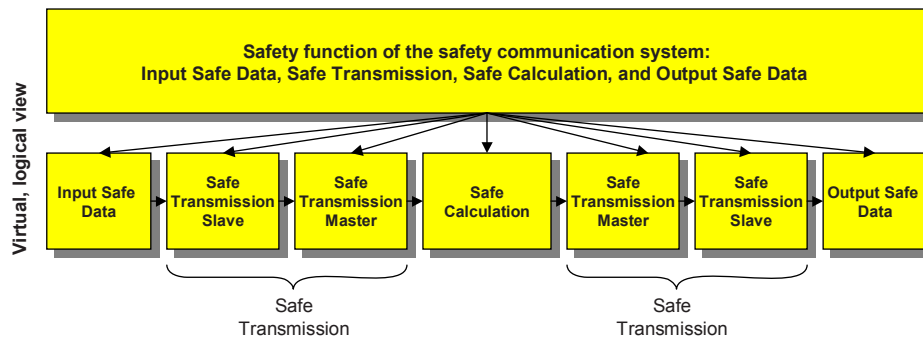 Safety function of the safety communication system:
Input Safe Data, Safe Transmission, Safe Calculation, and Output Safe Data
Virtual, logical view
Input Safe
Data
Safe
Transmission
Slave
Safe
Transmission
Master
Safe
Calculation
Safe
Transmission
Master
Safe
Transmission
Slave
Output Safe
Data
Safe
Transmission
Safe
Transmission